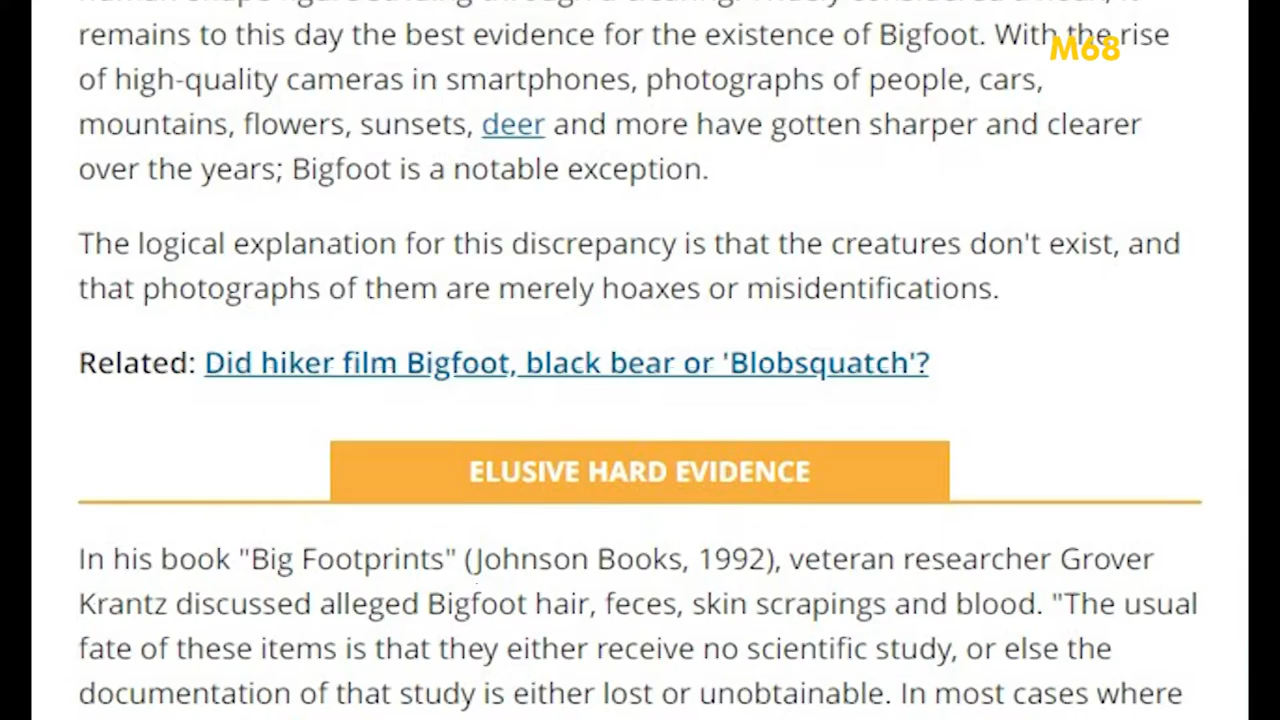 remains to this day the best evidence for the existence of Bigfoot. With the rise
M68
of high-quality cameras in smartphones, photographs of people, cars,
mountains, flowers, sunsets, deer and more have gotten sharper and clearer
over the years; Bigfoot is a notable exception.
The logical explanation for this discrepancy is that the creatures don't exist, and
that photographs of them are merely hoaxes or misidentifications.
Related: Did hiker film Bigfoot, black bear or 'Blobsquatch'?
ELUSIVE HARD EVIDENCE
In his book "Big Footprints" (Johnson Books, 1992), veteran researcher Grover
Krantz discussed alleged Bigfoot hair, feces, skin scrapings and blood. "The usual
fate of these items is that they either receive no scientific study, or else the
documentation of that study is either lost or unobtainable. In most cases where